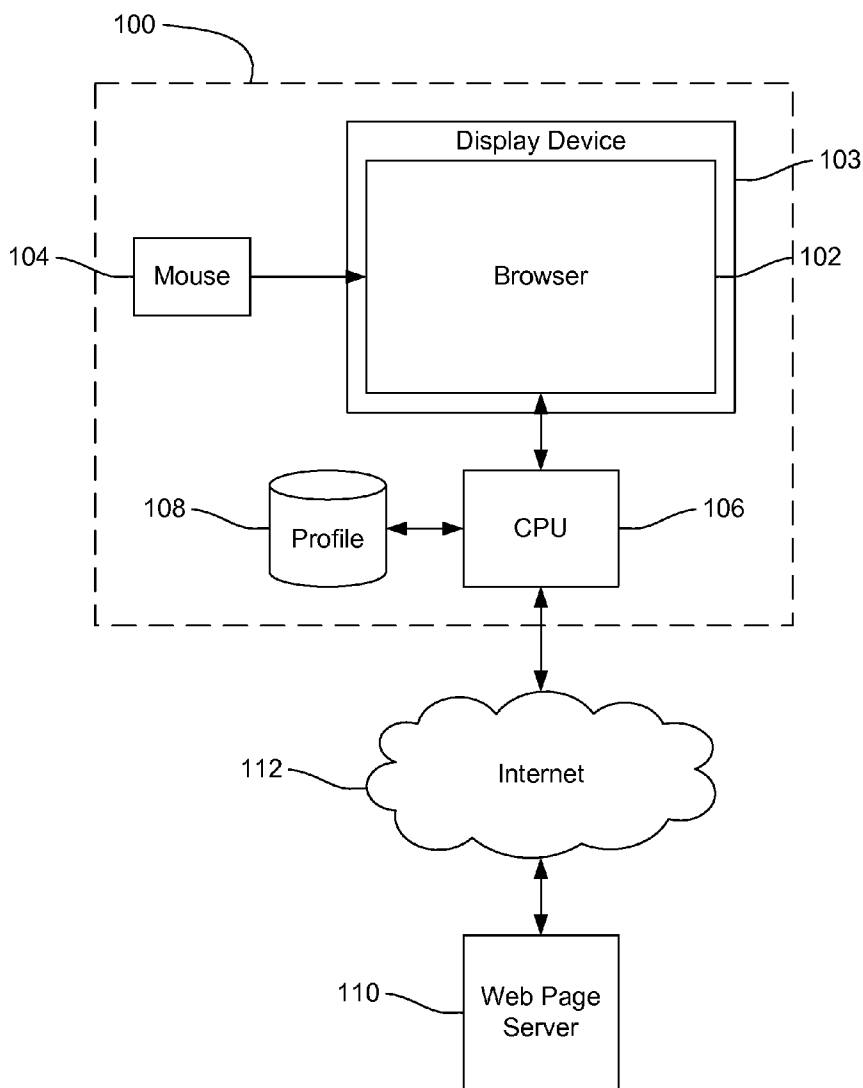 100
Display Device
103
104
Mouse
Browser
102
108
Profile
CPU
106
112
Internet
110
Web Page
Server